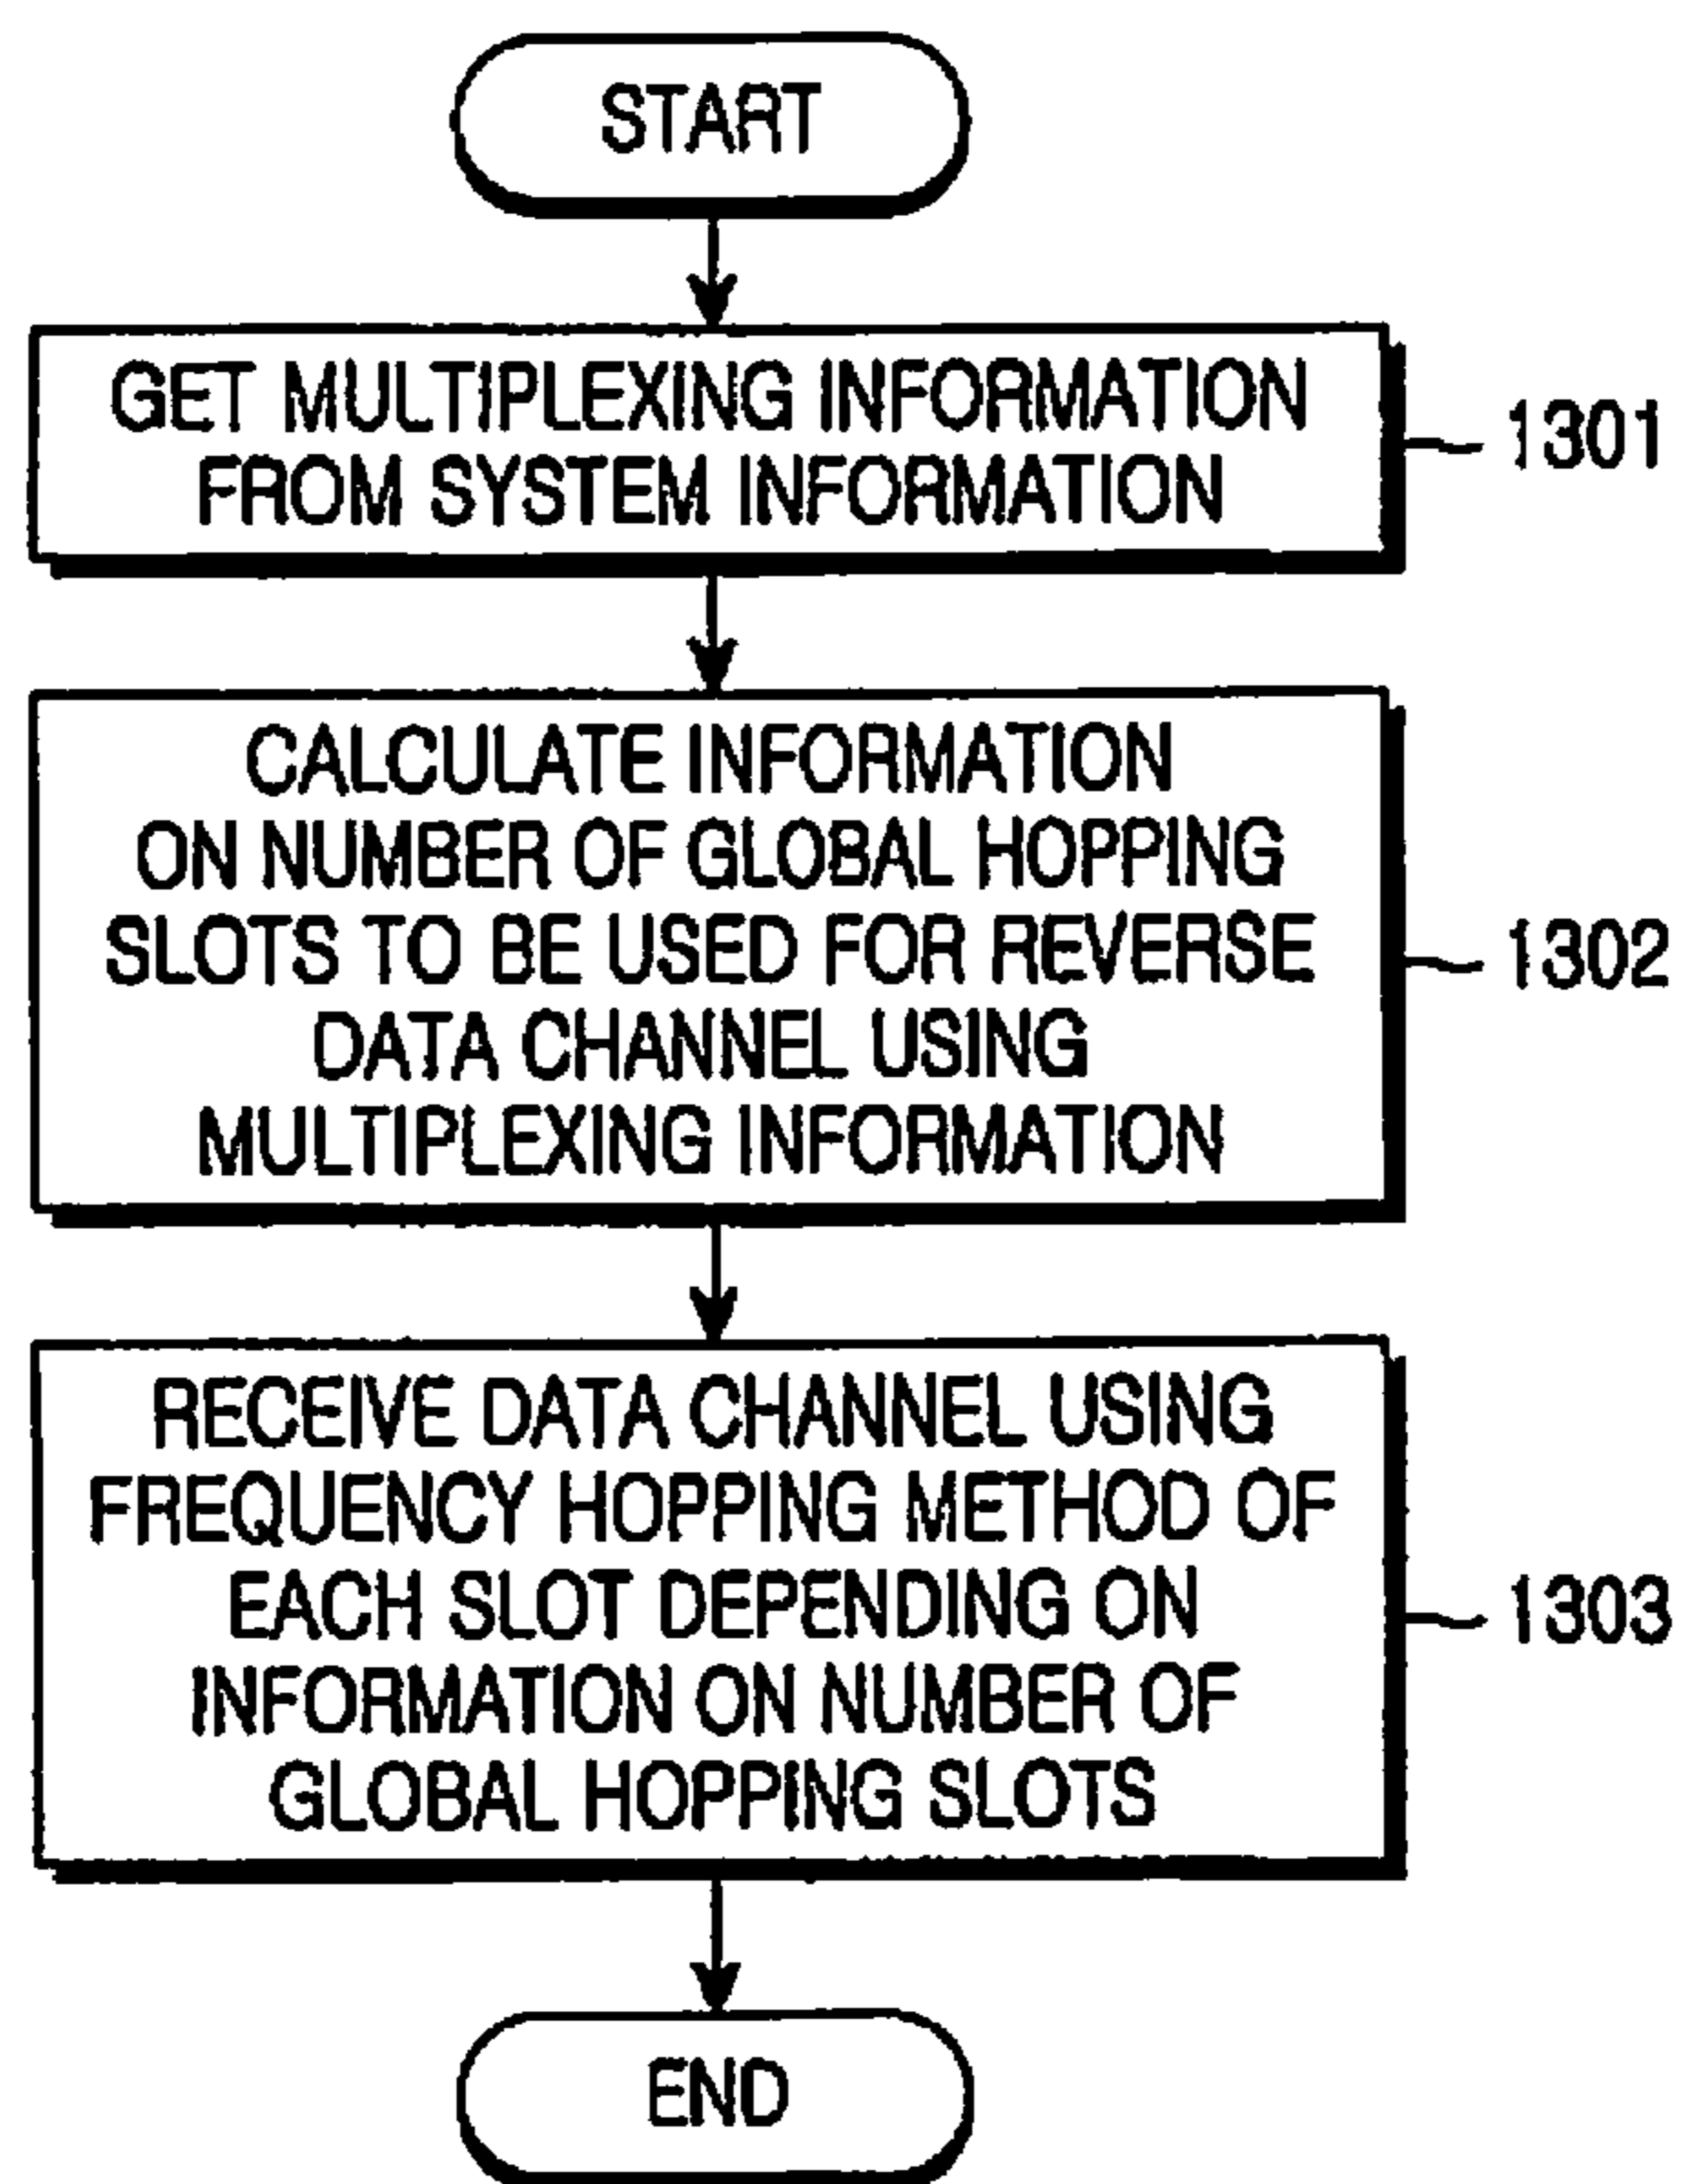 START
GET MULTIPLEXING INFORMATION
FROM SYSTEM INFORMATION
1301
CALCULATE INFORMATION
ON NUMBER OF GLOBAL HOPPING
SLOTS TO BE USED FOR REVERSE
DATA CHANNEL USING
MULTIPLEXING INFORMATION
1302
RECEIVE DATA CHANNEL USING
FREQUENCY HOPPING METHOD OF
EACH SLOT DEPENDING ON
INFORMATION ON NUMBER OF
GLOBAL HOPPING SLOTS
1303
END